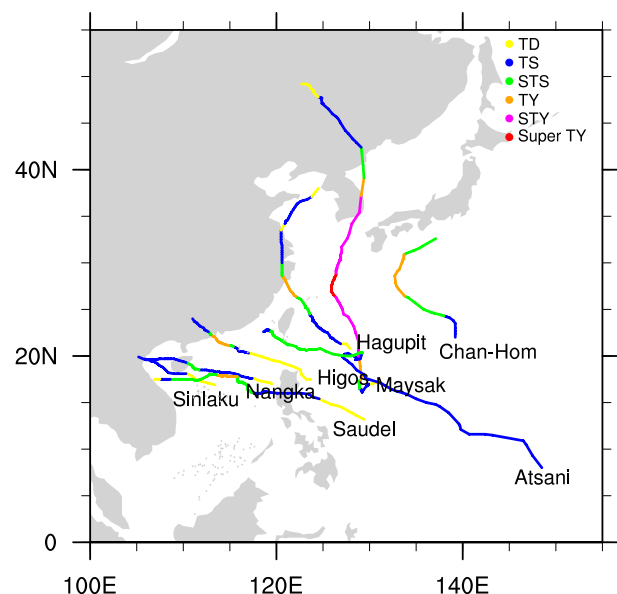 TD
TS
STS
TY
STY
Super TY
40N
20N
0
Hagupit
Chan-Hom
Higos
Maysak
Nangka
Sinlaku
Saudel
Atsani
100E
120E
140E